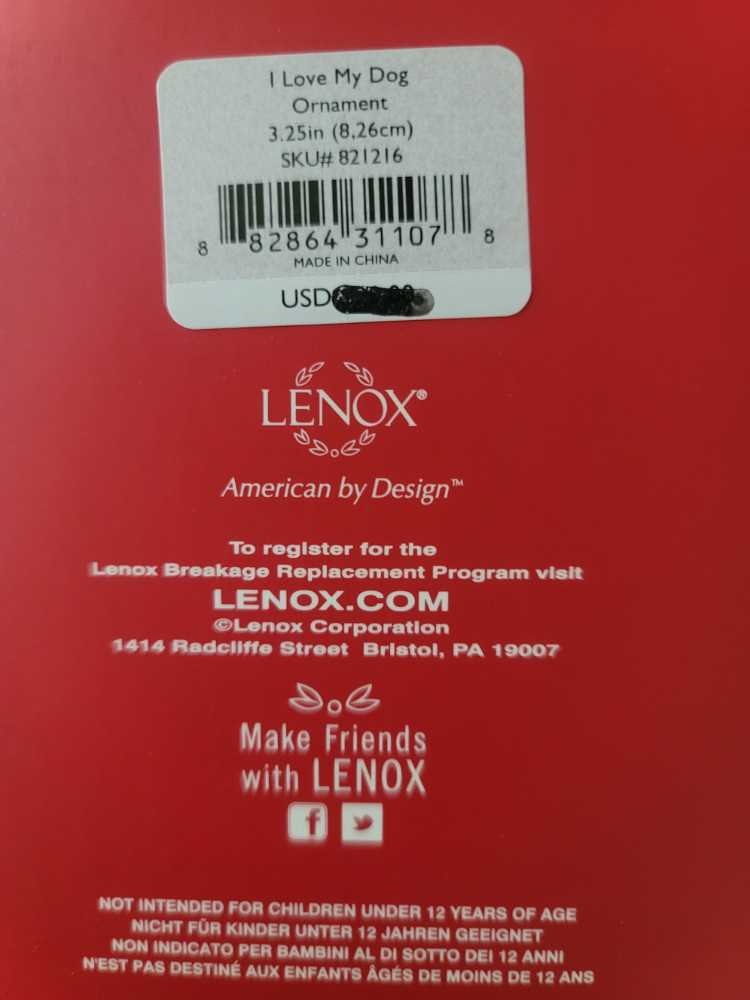 I Love My Dog
Ornament
3.25in (8,26cm)
SKU# 821216
8 82864 31107 8
MADE IN CHINA
USD
LENOX®
American by Design™
To register for the
Lenox Breakage Replacement Program visit
LENOX.COM
©Lenox Corporation
1414 Radcliffe Street Bristol, PA 19007
Make Friends
with LENOX
f
NOT INTENDED FOR CHILDREN UNDER 12 YEARS OF AGE
NICHT FÜR KINDER UNTER 12 JAHREN GEEIGNET
NON INDICATO PER BAMBINI AL DI SOTTO DEI 12 ANNI
N'EST PAS DESTINÉ AUX ENFANTS ÂGÉS DE MOINS DE 12 ANS